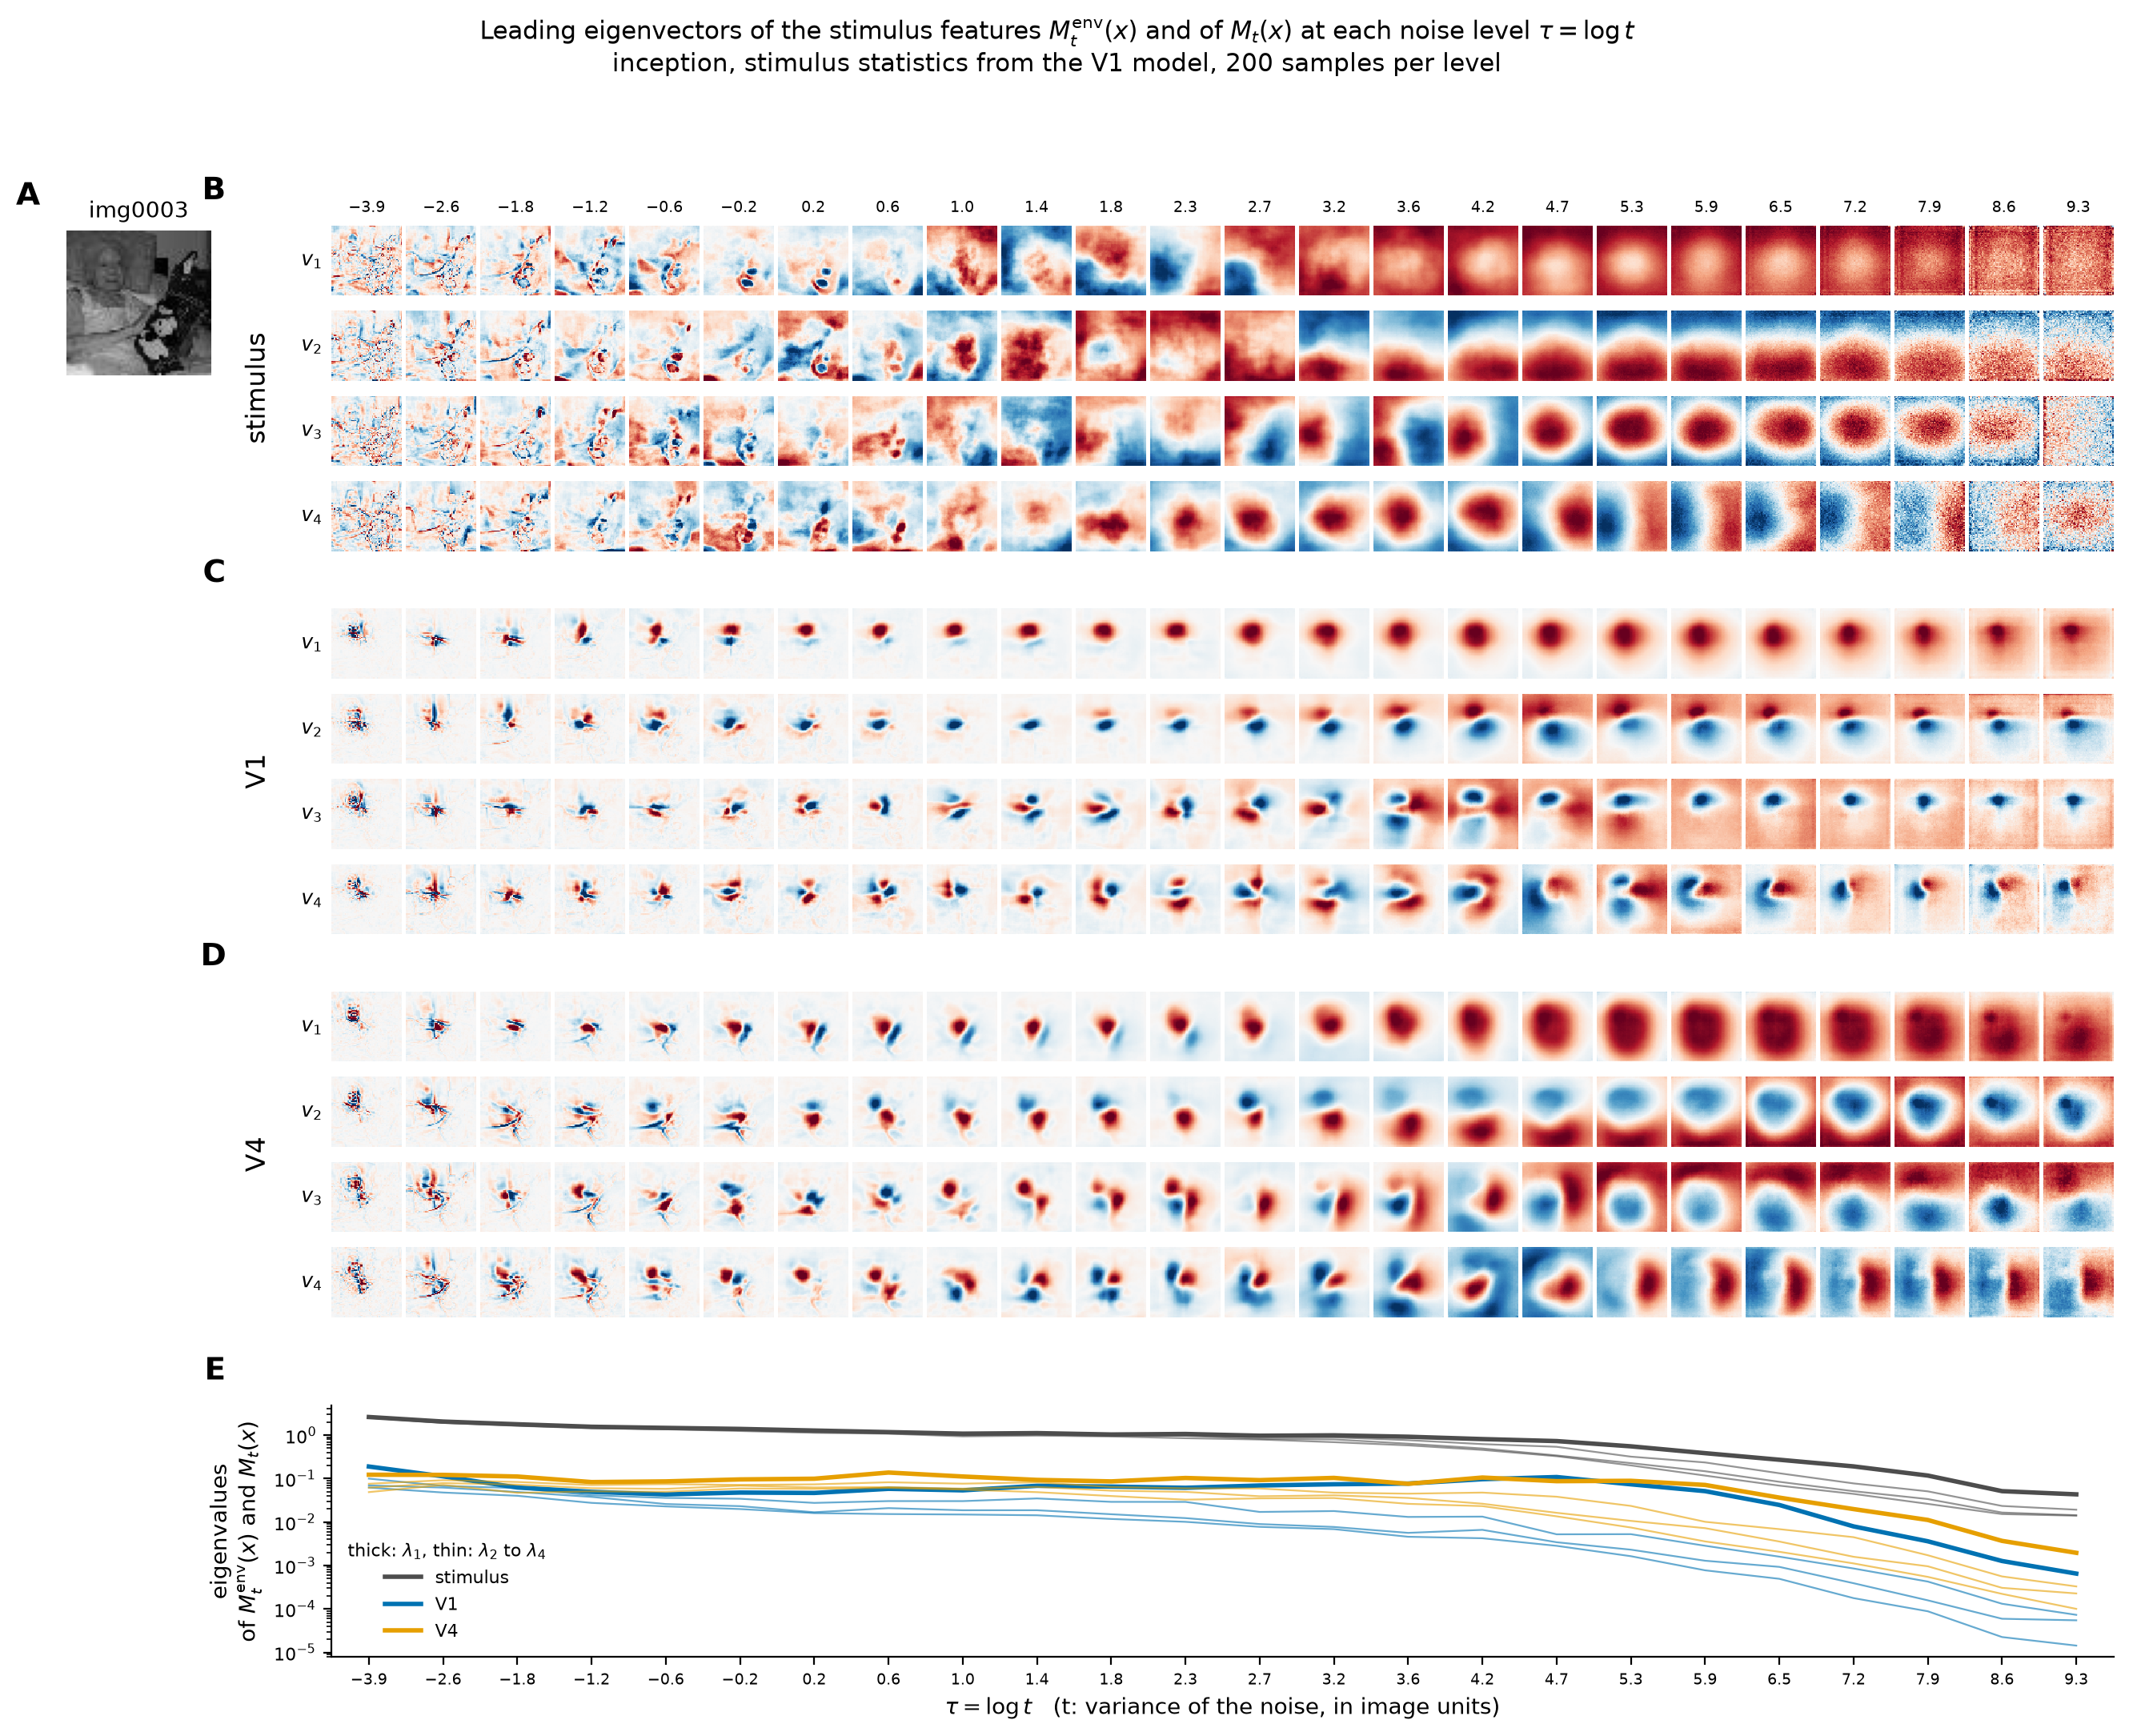 Leading eigenvectors of the stimulus features $M_t^{\mathrm{env}}(x)$ and of $M_t(x)$ at each noise level $\tau = \log t$
inception, stimulus statistics from the V1 model, 200 samples per level
A
img0003
B
−3.9 −2.6 −1.8 −1.2 −0.6 −0.2 0.2 0.6 1.0 1.4 1.8 2.3 2.7 3.2 3.6 4.2 4.7 5.3 5.9 6.5 7.2 7.9 8.6 9.3
stimulus
$v_1$
$v_2$
$v_3$
$v_4$
C
V1
$v_1$
$v_2$
$v_3$
$v_4$
D
V4
$v_1$
$v_2$
$v_3$
$v_4$
E
eigenvalues
of $M_t^{\mathrm{env}}(x)$ and $M_t(x)$
$10^0$
$10^{-1}$
$10^{-2}$
$10^{-3}$
$10^{-4}$
$10^{-5}$
thick: $\lambda_1$, thin: $\lambda_2$ to $\lambda_4$
stimulus
V1
V4
−3.9 −2.6 −1.8 −1.2 −0.6 −0.2 0.2 0.6 1.0 1.4 1.8 2.3 2.7 3.2 3.6 4.2 4.7 5.3 5.9 6.5 7.2 7.9 8.6 9.3
$\tau = \log t$ (t: variance of the noise, in image units)